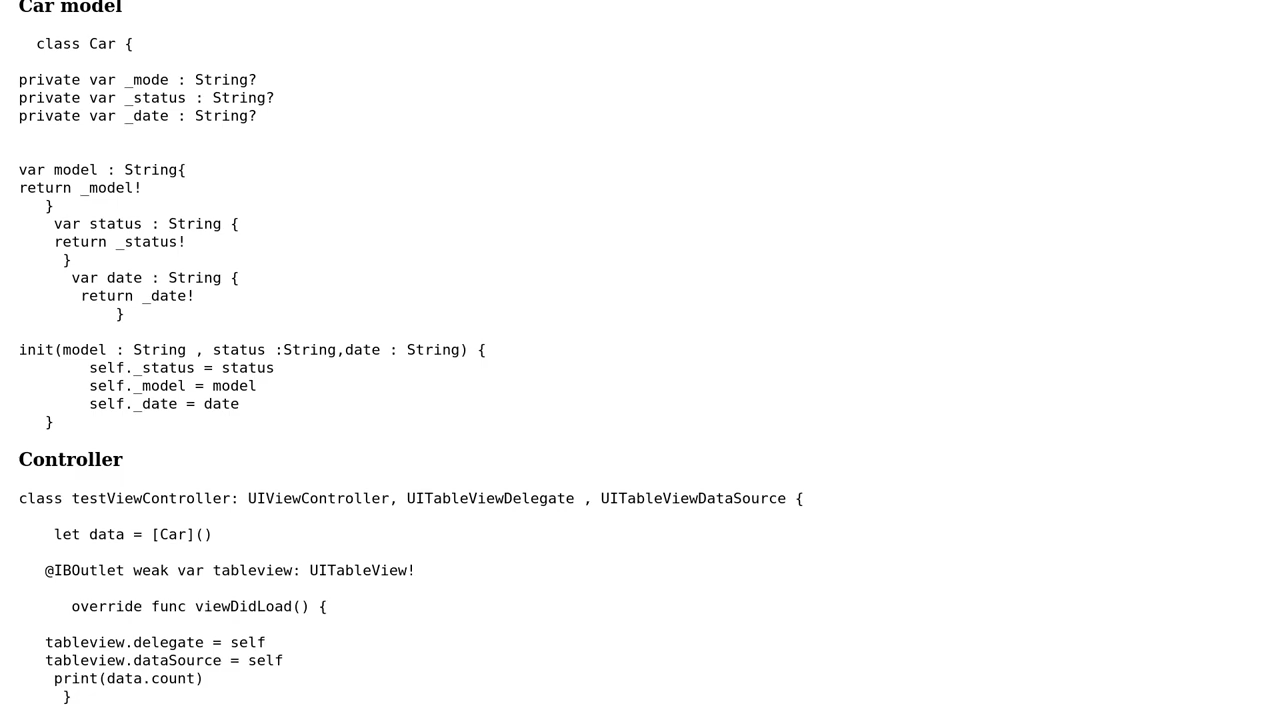 Car model
class Car {
private var _mode : String?
private var _status : String?
private var _date : String?
var model : String{
return _model!
}
var status : String {
return _status!
}
var date : String {
return _date!
}
init(model : String , status :String,date : String) {
self._status = status
self._model = model
self._date = date
}
Controller
class testViewController: UIViewController, UITableViewDelegate , UITableViewDataSource {
let data = [Car]()
@IBOutlet weak var tableview: UITableView!
override func viewDidLoad() {
tableview.delegate = self
tableview.dataSource = self
print(data.count)
}